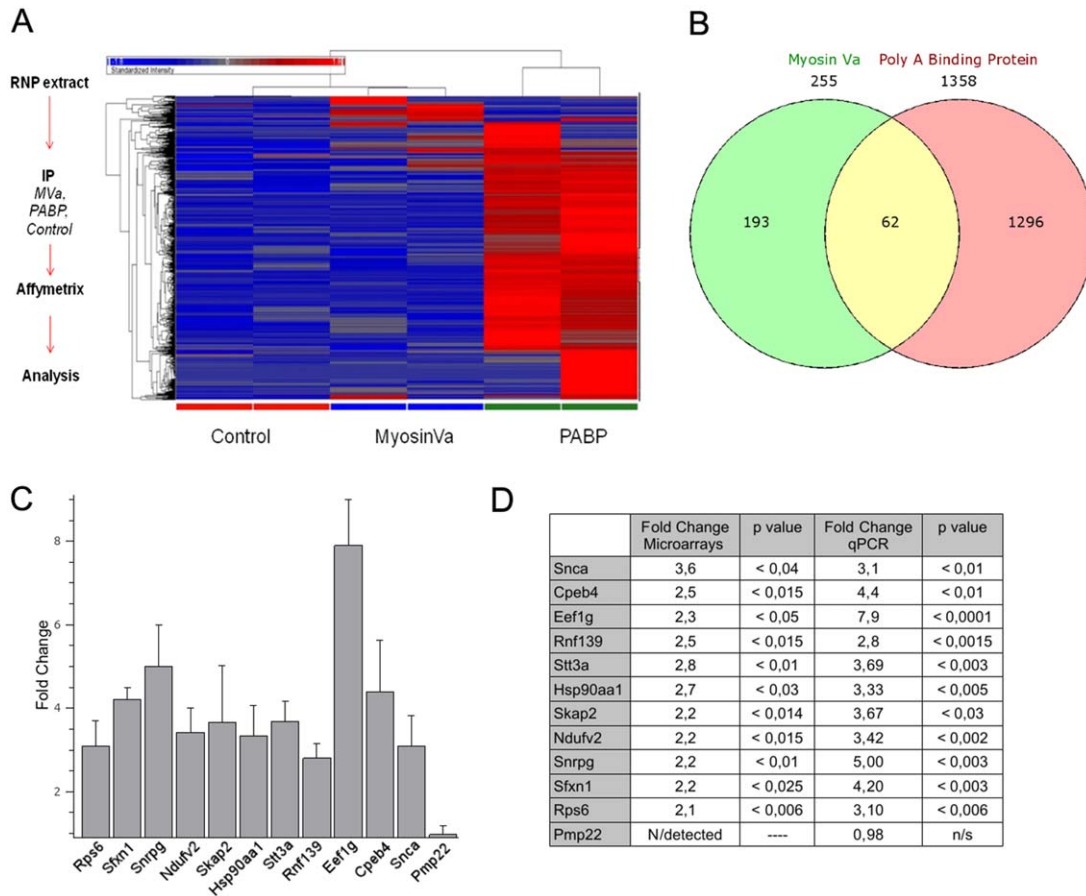 A
Standardized Intensity
RNP extract
IP
MVa,
PABP,
Control
Affymetrix
Analysis
Control MyosinVa PABP
B
Myosin Va Poly A Binding Protein
255 1358
193 62 1296
C
Fold Change
8
6
4
2
Rps6 Sfxn1 Snrpg Ndufv2 Skap2 Hsp90aa1 Stt3a Rnf139 Eef1g Cpeb4 Snca Pmp22
D
Fold Change Microarrays p value Fold Change qPCR p value
Snca 3,6 < 0,04 3,1 < 0,01
Cpeb4 2,5 < 0,015 4,4 < 0,01
Eef1g 2,3 < 0,05 7,9 < 0,0001
Rnf139 2,5 < 0,015 2,8 < 0,0015
Stt3a 2,8 < 0,01 3,69 < 0,003
Hsp90aa1 2,7 < 0,03 3,33 < 0,005
Skap2 2,2 < 0,014 3,67 < 0,03
Ndufv2 2,2 < 0,015 3,42 < 0,002
Snrpg 2,2 < 0,01 5,00 < 0,003
Sfxn1 2,2 < 0,025 4,20 < 0,003
Rps6 2,1 < 0,006 3,10 < 0,006
Pmp22 N/detected ---- 0,98 n/s